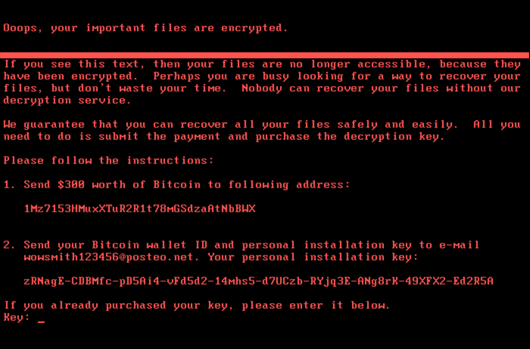 Ooops, your important files are encrypted.
If you see this text, then your files are no longer accessible, because they
have been encrypted. Perhaps you are busy looking for a way to recover your
files, but don't waste your time. Nobody can recover your files without our
decryption service.
We guarantee that you can recover all your files safely and easily. All you
need to do is submit the payment and purchase the decryption key.
Please follow the instructions:
1. Send $300 worth of Bitcoin to following address:
1Mz7153HMuxXTuR2R1t78mGSdzaAtNbBWX
2. Send your Bitcoin wallet ID and personal installation key to e-mail
wowsmith123456@posteo.net. Your personal installation key:
zRNagE-CDBMfc-pD5Ai4-vFd5d2-14mhs5-d7UCzb-RYjq3E-ANg8rK-49XFX2-Ed2R5A
If you already purchased your key, please enter it below.
Key: _